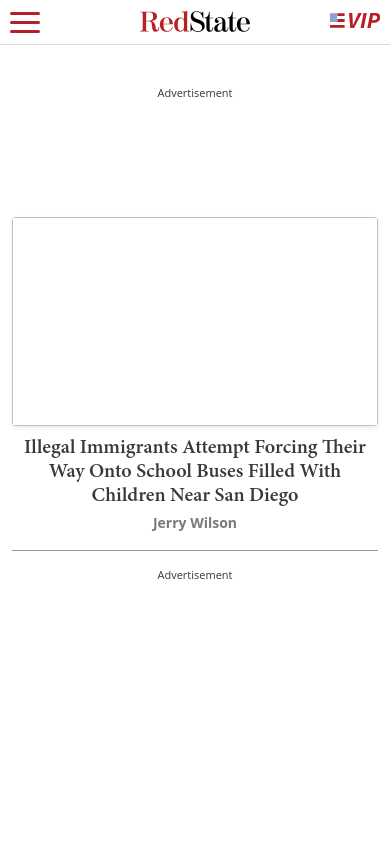 RedState
VIP
Advertisement
Illegal Immigrants Attempt Forcing Their
Way Onto School Buses Filled With
Children Near San Diego
Jerry Wilson
Advertisement